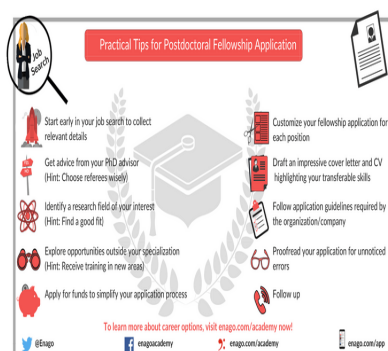 Job
Search
Practical Tips for Postdoctoral Fellowship Application
Start early in your job search to collect
relevant details
Get advice from your PhD advisor
(Hint: Choose referees wisely)
Identify a research field of your interest
(Hint: Find a good fit)
Explore opportunities outside your specialization
(Hint: Receive training in new areas)
Apply for funds to simplify your application process
Customize your fellowship application for
each position
Draft an impressive cover letter and CV
highlighting your transferable skills
Follow application guidelines required by
the organization/company
Proofread your application for unnoticed
errors
Follow up
To learn more about career options, visit enago.com/academy now!
@Enago
enagoacademy
enago.com/academy